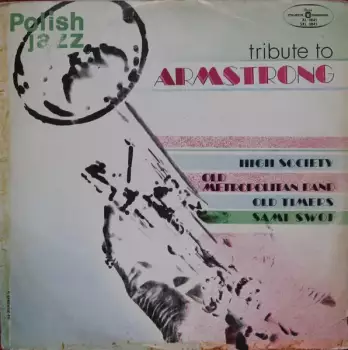 Polish
jazz
tribute to
ARMSTRONG
HIGH SOCIETY
OLD
METROPOLITAN BAND
OLD TIMERS
SAMI SWOI